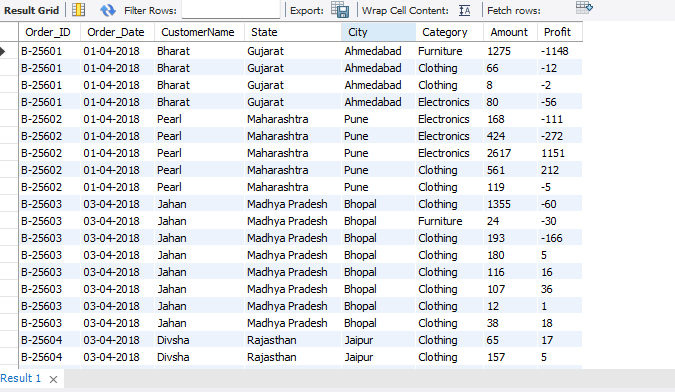 Result Grid Filter Rows: Export: Wrap Cell Content: Fetch rows:
Order_ID Order_Date CustomerName State City Category Amount Profit
B-25601 01-04-2018 Bharat Gujarat Ahmedabad Furniture 1275 -1148
B-25601 01-04-2018 Bharat Gujarat Ahmedabad Clothing 66 -12
B-25601 01-04-2018 Bharat Gujarat Ahmedabad Clothing 8 -2
B-25601 01-04-2018 Bharat Gujarat Ahmedabad Electronics 80 -56
B-25602 01-04-2018 Pearl Maharashtra Pune Electronics 168 -111
B-25602 01-04-2018 Pearl Maharashtra Pune Electronics 424 -272
B-25602 01-04-2018 Pearl Maharashtra Pune Electronics 2617 1151
B-25602 01-04-2018 Pearl Maharashtra Pune Clothing 561 212
B-25602 01-04-2018 Pearl Maharashtra Pune Clothing 119 -5
B-25603 03-04-2018 Jahan Madhya Pradesh Bhopal Clothing 1355 -60
B-25603 03-04-2018 Jahan Madhya Pradesh Bhopal Furniture 24 -30
B-25603 03-04-2018 Jahan Madhya Pradesh Bhopal Clothing 193 -166
B-25603 03-04-2018 Jahan Madhya Pradesh Bhopal Clothing 180 5
B-25603 03-04-2018 Jahan Madhya Pradesh Bhopal Clothing 116 16
B-25603 03-04-2018 Jahan Madhya Pradesh Bhopal Clothing 107 36
B-25603 03-04-2018 Jahan Madhya Pradesh Bhopal Clothing 12 1
B-25603 03-04-2018 Jahan Madhya Pradesh Bhopal Clothing 38 18
B-25604 03-04-2018 Divsha Rajasthan Jaipur Clothing 65 17
B-25604 03-04-2018 Divsha Rajasthan Jaipur Clothing 157 5
Result 1